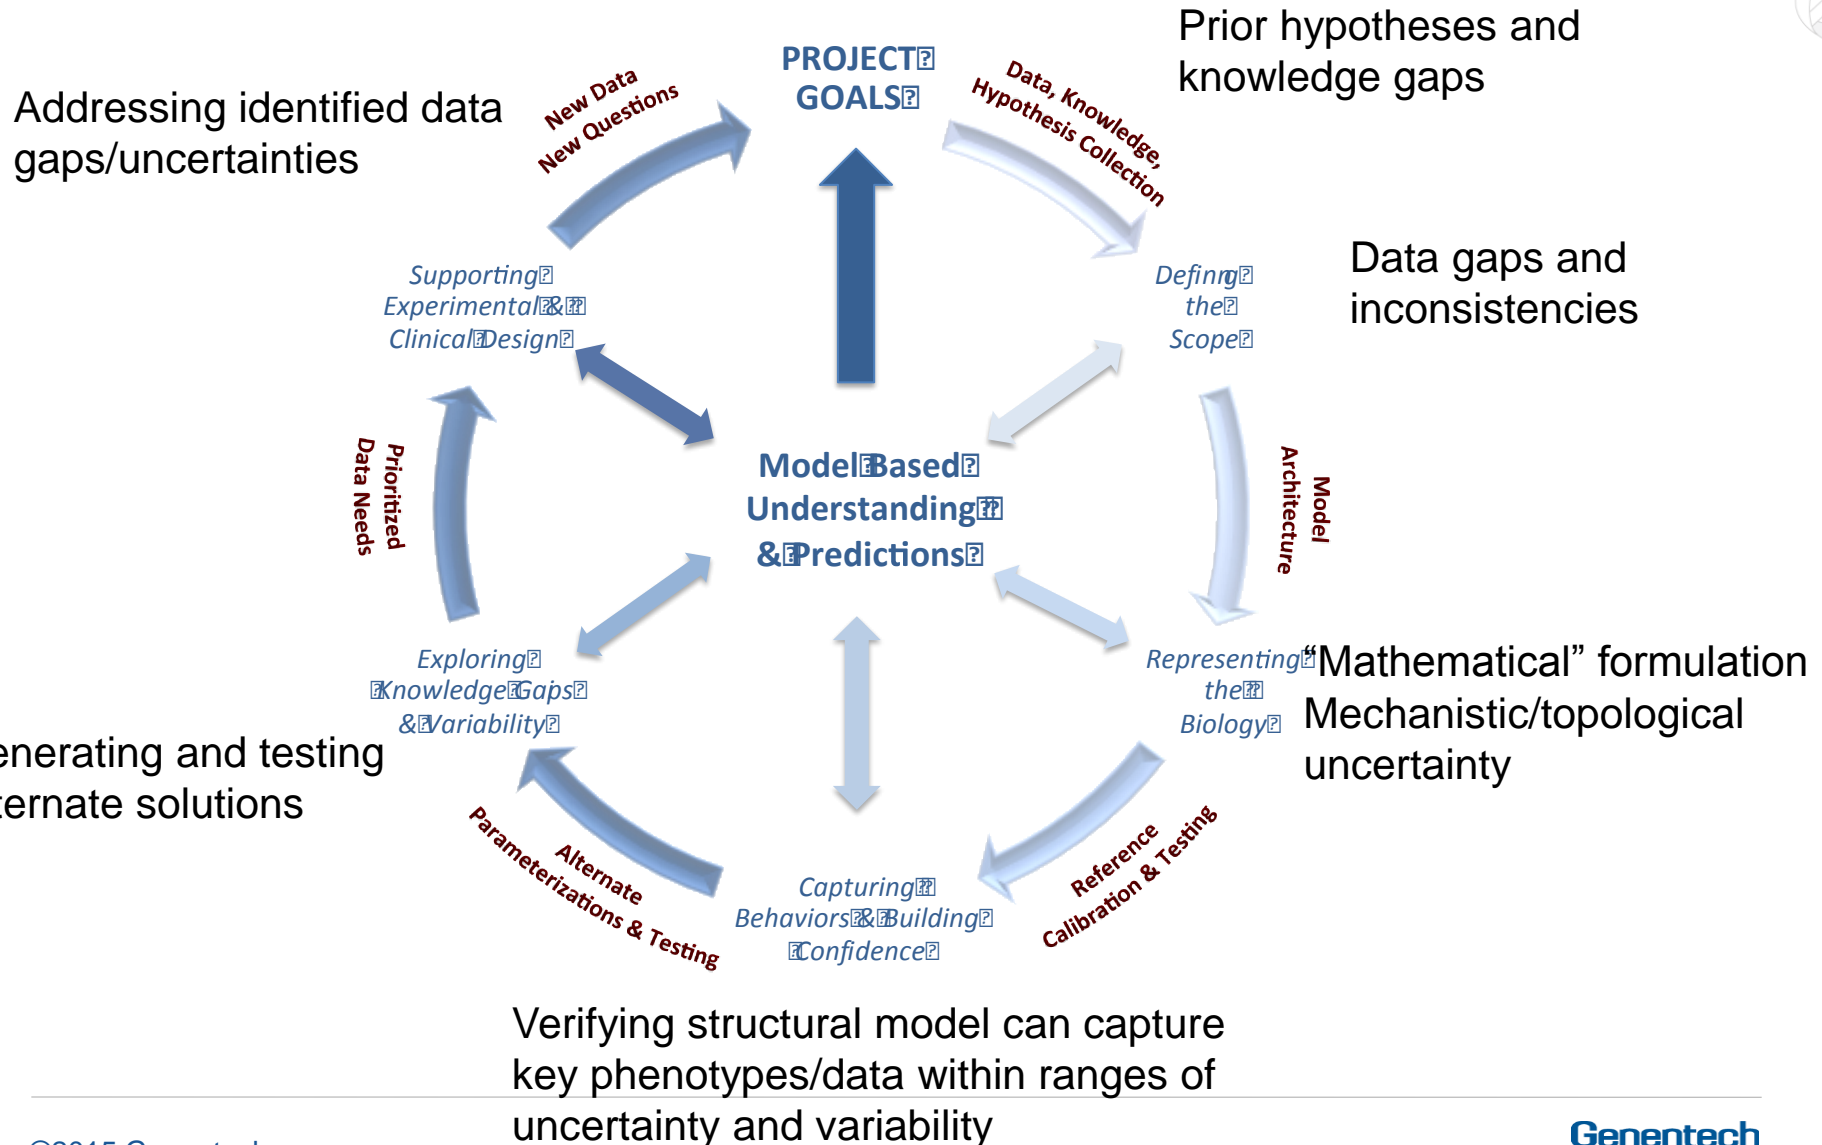 Prior hypotheses and
knowledge gaps
PROJECT
GOALS
Data, Knowledge,
Hypothesis Collection
New Data
New Questions
Addressing identified data
gaps/uncertainties
Supporting
Experimental &
Clinical Design
Defining
the
Scope
Data gaps and
inconsistencies
Prioritized
Data Needs
Model Based
Understanding
& Predictions
Model
Architecture
Exploring
Knowledge Gaps
& Variability
Representing
the
Biology
“Mathematical” formulation
Mechanistic/topological
uncertainty
enerating and testing
ternate solutions
Alternate
Parameterizations & Testing
Reference
Calibration & Testing
Capturing
Behaviors & Building
Confidence
Verifying structural model can capture
key phenotypes/data within ranges of
uncertainty and variability
Genentech